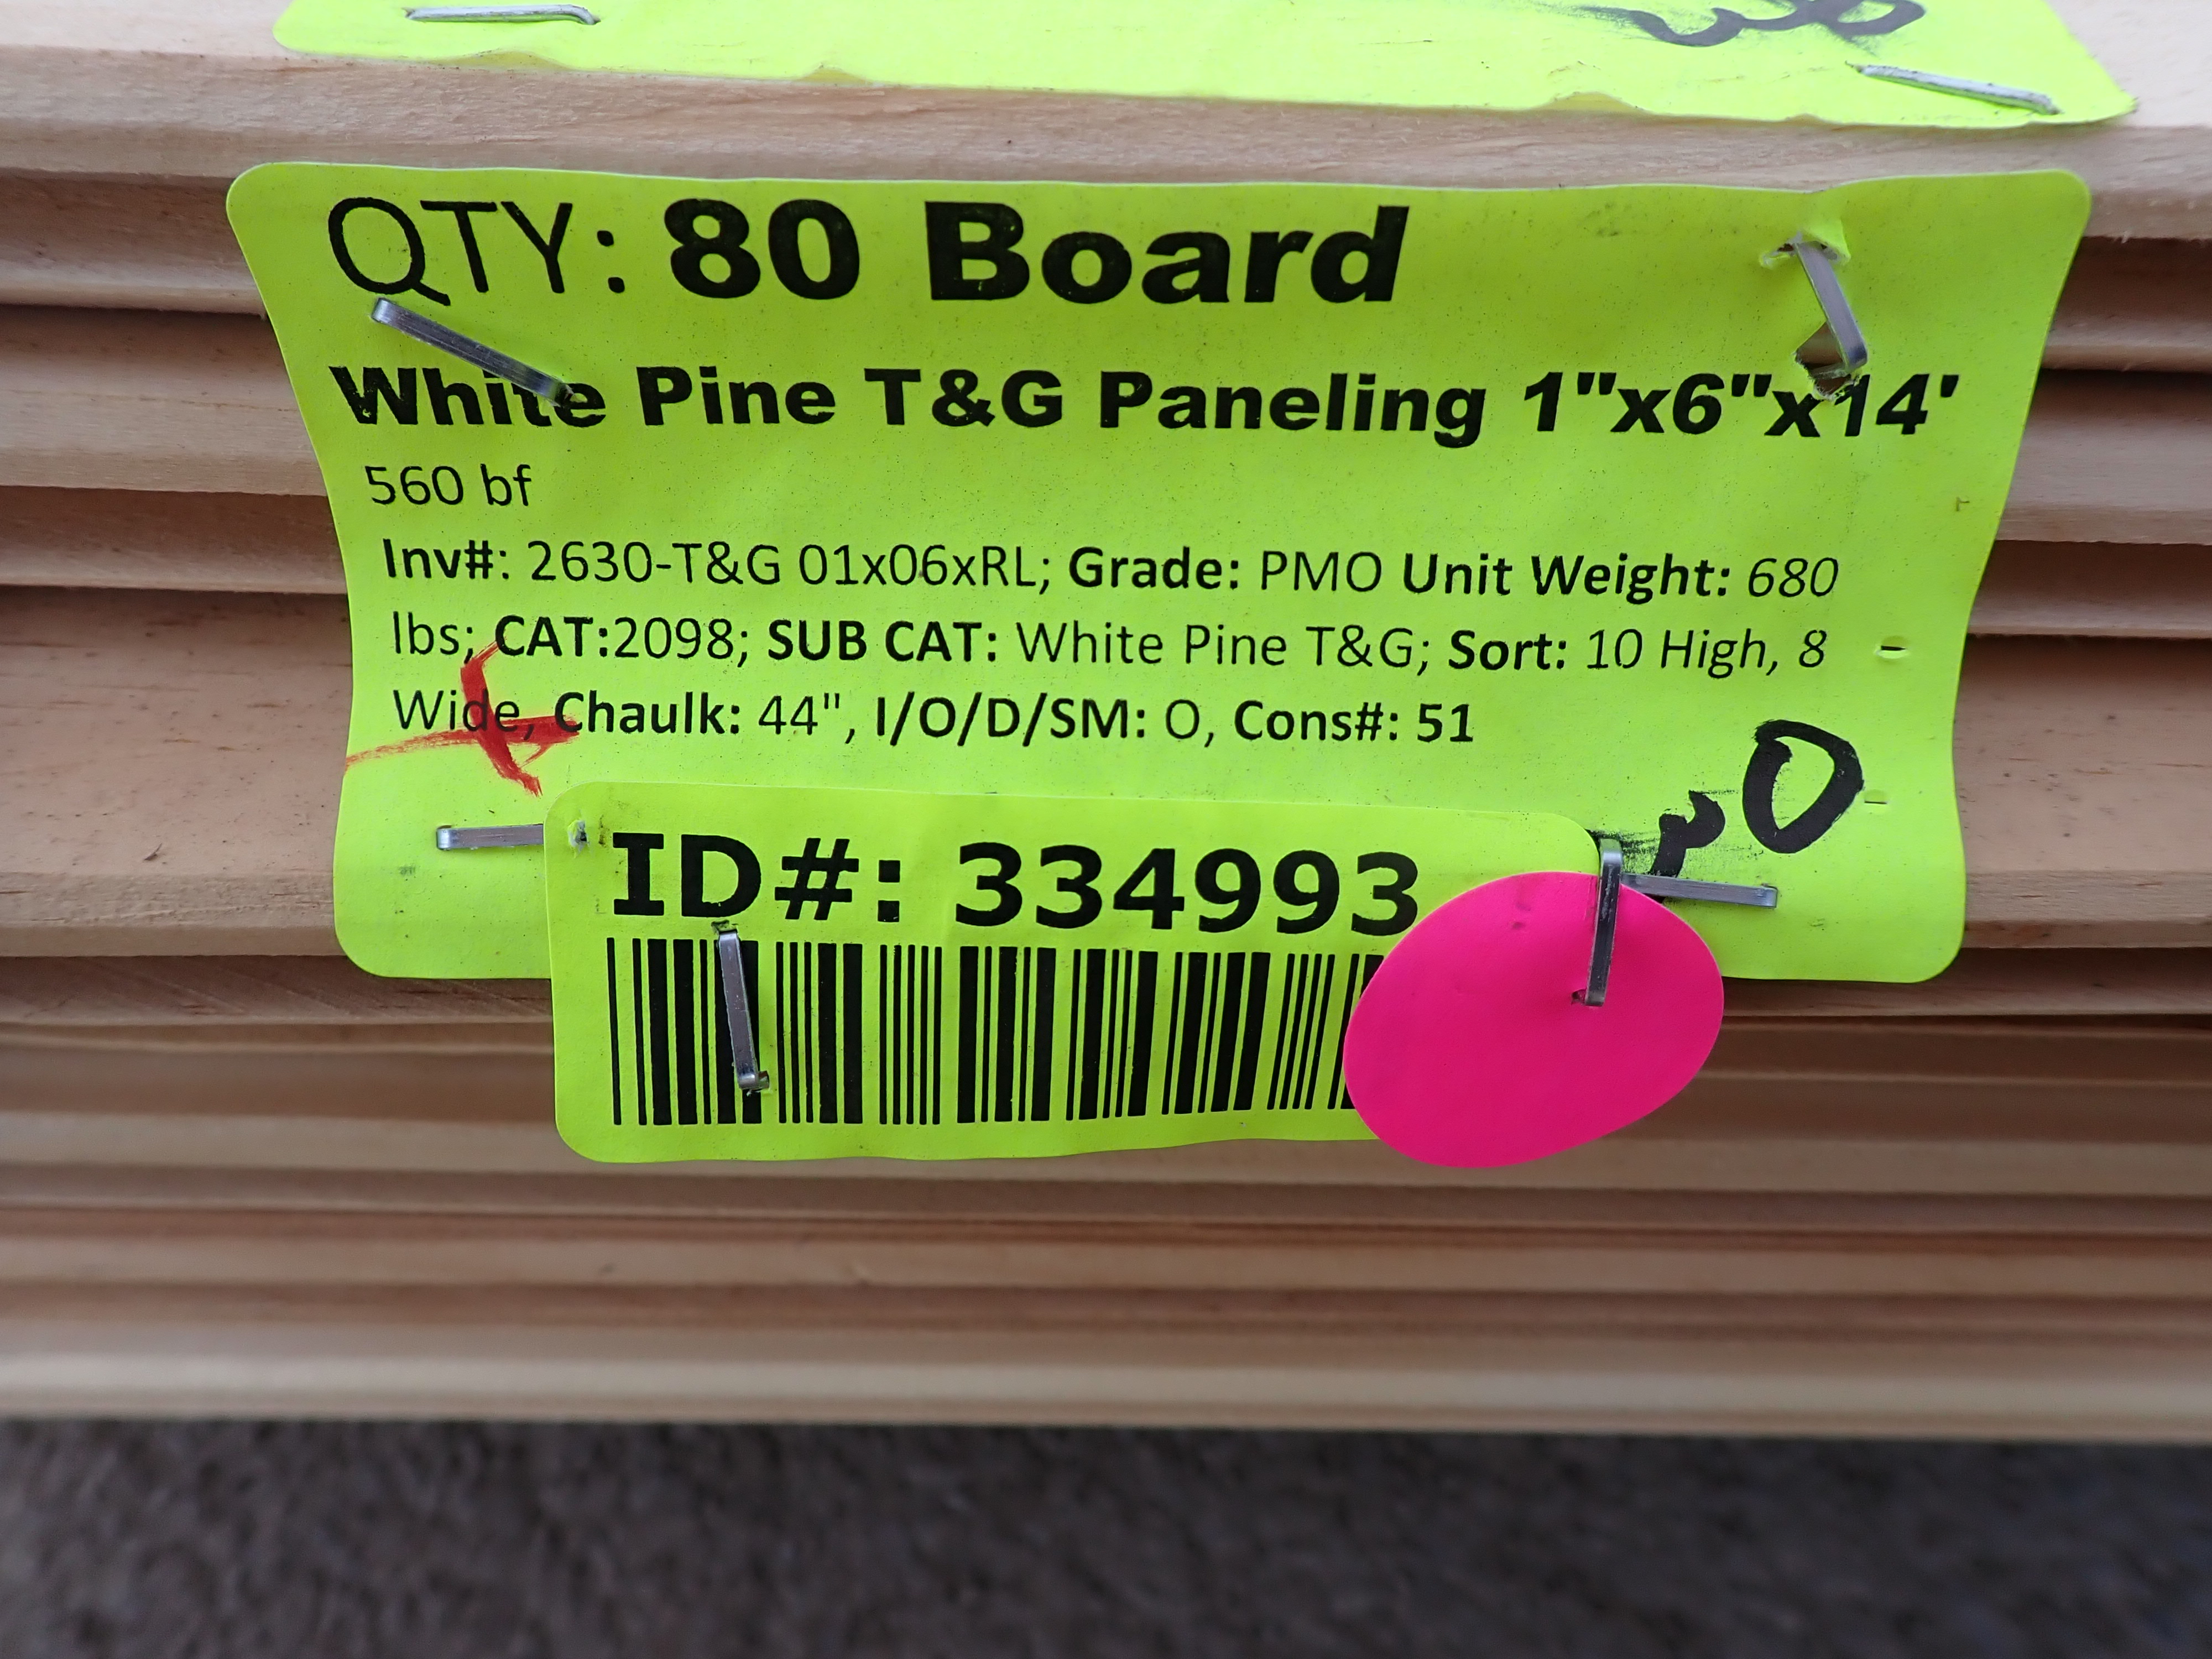 QTY: 80 Board
White Pine T&G Paneling 1"x6"x14'
560 bf
Inv#: 2630-T&G 01x06xRL; Grade: PMO Unit Weight: 680
lbs; CAT:2098; SUB CAT: White Pine T&G; Sort: 10 High, 8
Wide, Chaulk: 44", I/O/D/SM: O, Cons#: 51
ID#: 334993